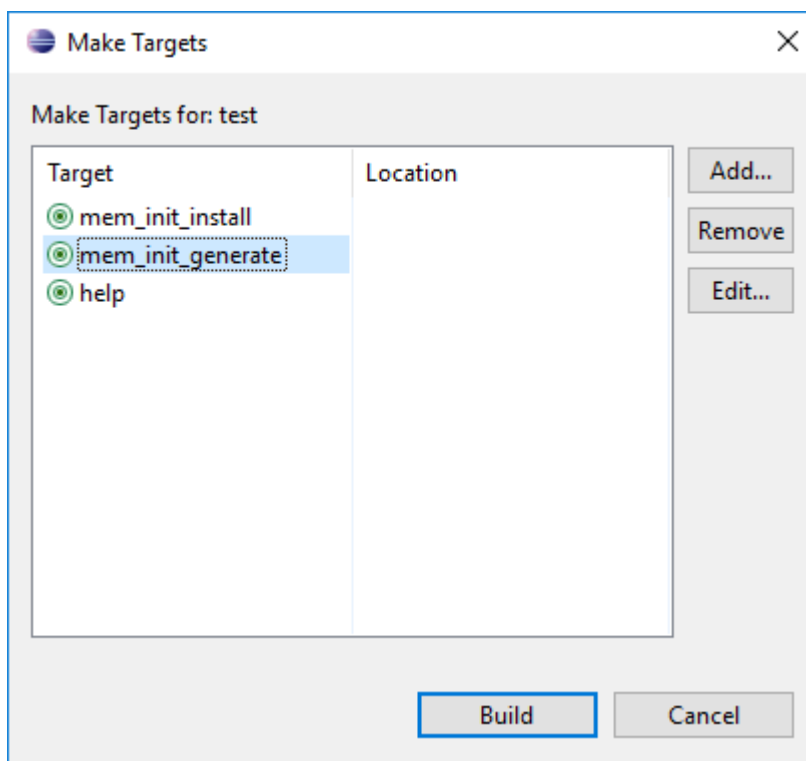 Make Targets
Make Targets for: test
Target Location
mem_init_install
mem_init_generate
help
Add...
Remove
Edit...
Build Cancel